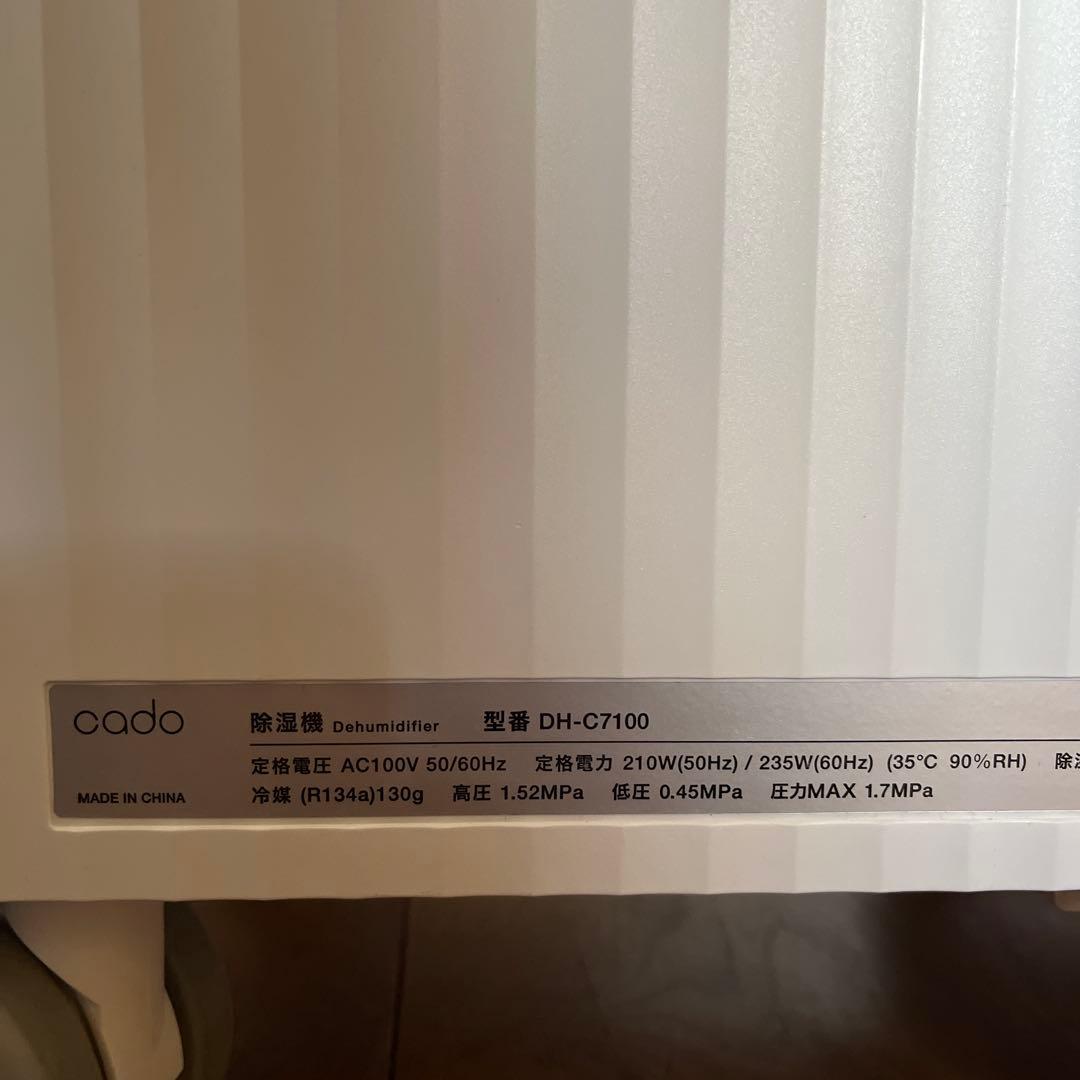 cado
除湿機 Dehumidifier 型番 DH-C7100
定格電圧 AC100V 50/60Hz 定格電力 210W(50Hz) / 235W(60Hz) (35℃ 90%RH) 除
冷媒 (R134a)130g 高圧 1.52MPa 低圧 0.45MPa 圧力MAX 1.7MPa
MADE IN CHINA